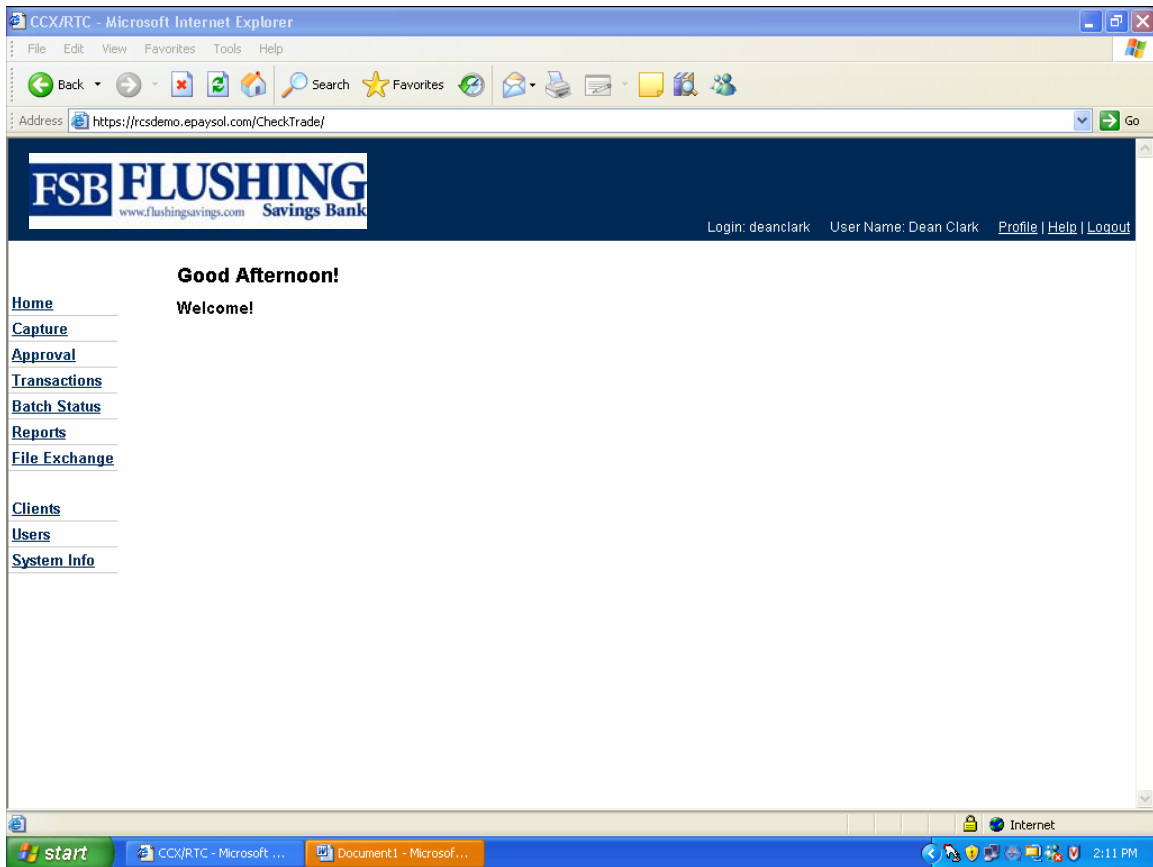 CCX/RTC - Microsoft Internet Explorer
File Edit View Favorites Tools Help
Back Search Favorites
Address https://rcsdemo.epaysol.com/CheckTrade/ Go
FSB FLUSHING
www.flushingsavings.com Savings Bank
Login: deanclark User Name: Dean Clark Profile | Help | Logout
Good Afternoon!
Welcome!
Home
Capture
Approval
Transactions
Batch Status
Reports
File Exchange
Clients
Users
System Info
Internet
start CCX/RTC - Microsoft ... Document1 - Microsof... 2:11 PM